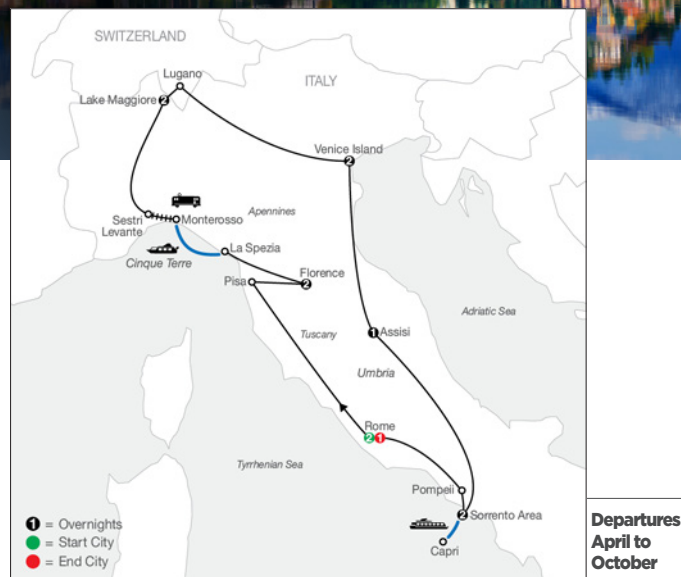 SWITZERLAND
Lugano
ITALY
Lake Maggiore 2
Venice Island
2
Apennines
Sestri
Levante
Monterosso
La Spezia
Cinque Terre
Florence
2
Pisa
Adriatic Sea
Tuscany
1 Assisi
Umbria
Rome
2 1
Tyrrhenian Sea
Pompeii
2 Sorrento Area
Capri
1 = Overnights
= Start City
= End City
Departures
April to
October